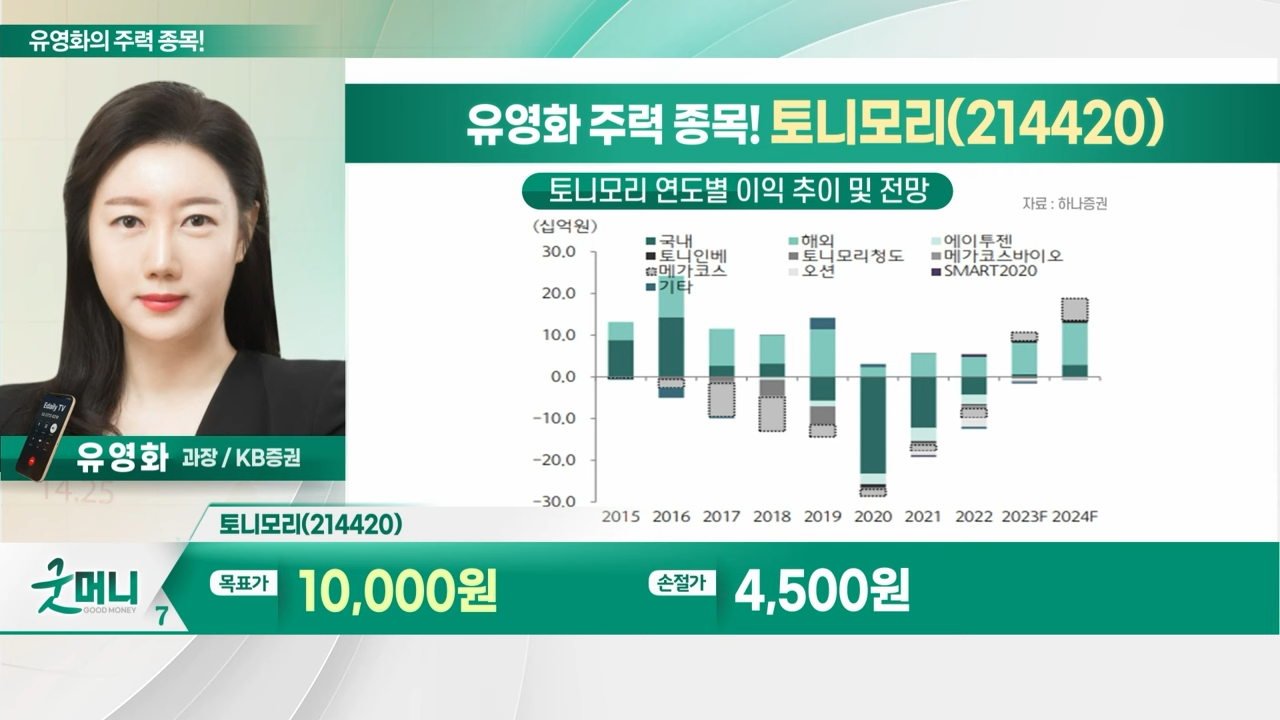 유영화의 주력 종목!
유영화 주력 종목! 토니모리(214420)
토니모리 연도별 이익 추이 및 전망
자료 : 하나증권
(십억원)
국내 해외 에이투젠
토니인베 토니모리청도 메가코스바이오
메가코스 오션 SMART2020
기타
30.0
20.0
10.0
0.0
-10.0
-20.0
-30.0
2015 2016 2017 2018 2019 2020 2021 2022 2023F 2024F
Edaily TV
유영화 과장 / KB증권
14:25
토니모리(214420)
굿머니
GOOD MONEY
7
목표가 10,000원 손절가 4,500원